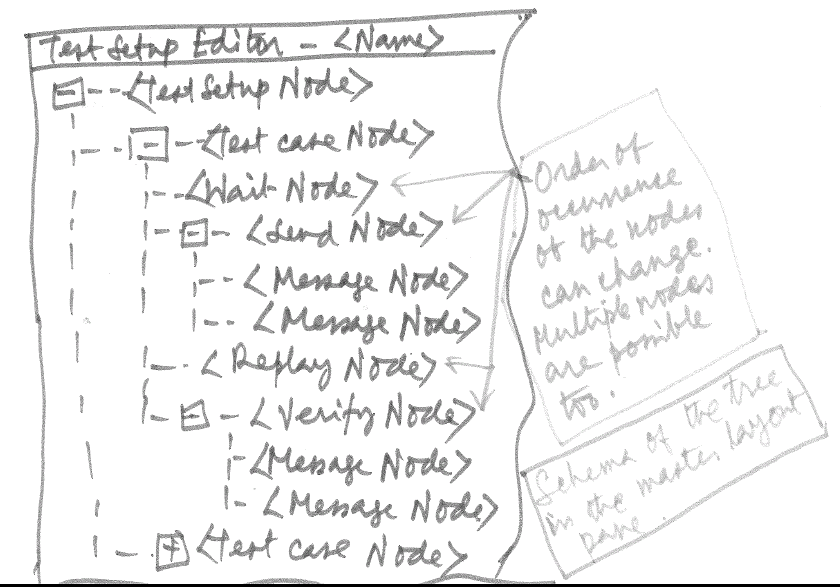 Test Setup Editor - <Name>
<Test Setup Node>
<Test case Node>
<Wait Node>
<Send Node>
<Message Node>
<Message Node>
<Replay Node>
<Verify Node>
<Message Node>
<Message Node>
<Test case Node>
Order of
occurrence
of the nodes
can change.
Multiple nodes
are possible
too.
Schema of the tree
in the master layout
pane.